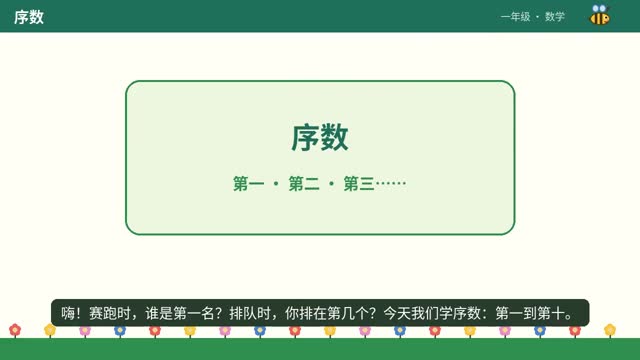 序数
一年级 · 数学
序数
第一 · 第二 · 第三……
嗨！赛跑时，谁是第一名？排队时，你排在第几个？今天我们学序数：第一到第十。